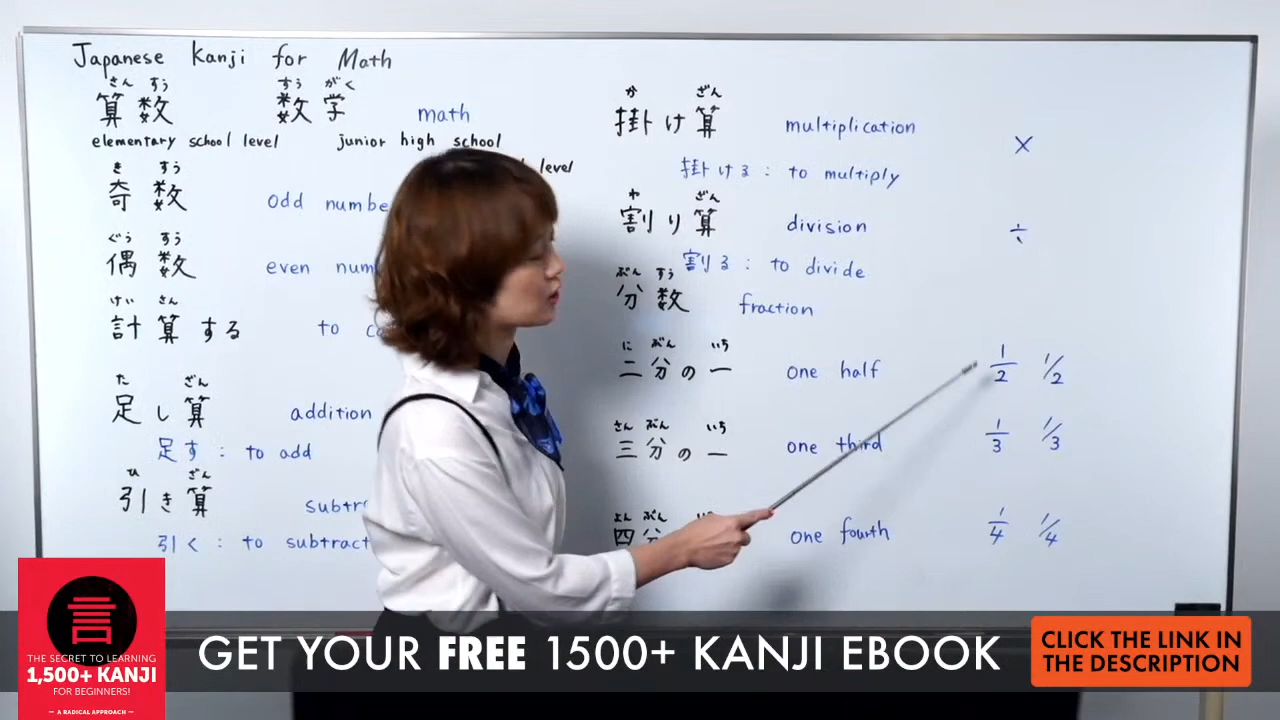 Japanese Kanji for Math
さん すう
すう がく
算数
数学
math
elementary school level
junior high school
level
き すう
奇数
odd
ぐう すう
偶数
even
けい さん
計算する
to
た ざん
足し算
addition
足す : to add
ひ ざん
引き算
引く : to subtract
か ざん
掛け算
multiplication
×
掛ける : to multiply
わ ざん
割り算
division
÷
割る : to divide
ぶん すう
分数
fraction
に ぶん いち
二分の一
one half
1/2 1/2
さん ぶん いち
三分の一
one third
1/3 1/3
よん ぶん
四分
one fourth
1/4 1/4
言
THE SECRET TO LEARNING
1,500+ KANJI
FOR BEGINNERS!
— A RADICAL APPROACH —
GET YOUR FREE 1500+ KANJI EBOOK
CLICK THE LINK IN
THE DESCRIPTION